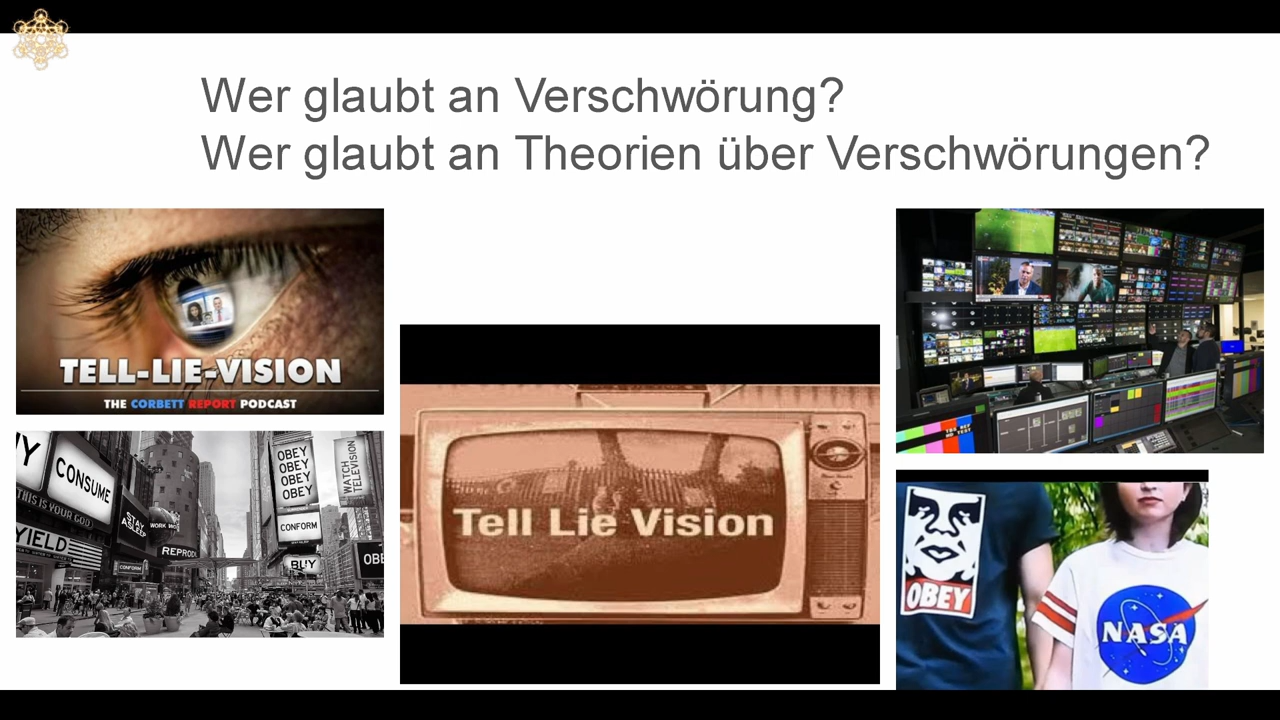 Wer glaubt an Verschwörung?
Wer glaubt an Theorien über Verschwörungen?
TELL-LIE-VISION
THE CORBETT REPORT PODCAST
Y
CONSUME
THIS IS YOUR GOD
YIELD
STAY
ASLEEP
CONFORM
WORK
REPROD
OBEY
OBEY
OBEY
OBEY
WATCH
TELEVISION
CONFORM
BUY
OBE
Tell Lie Vision
OBEY
NASA